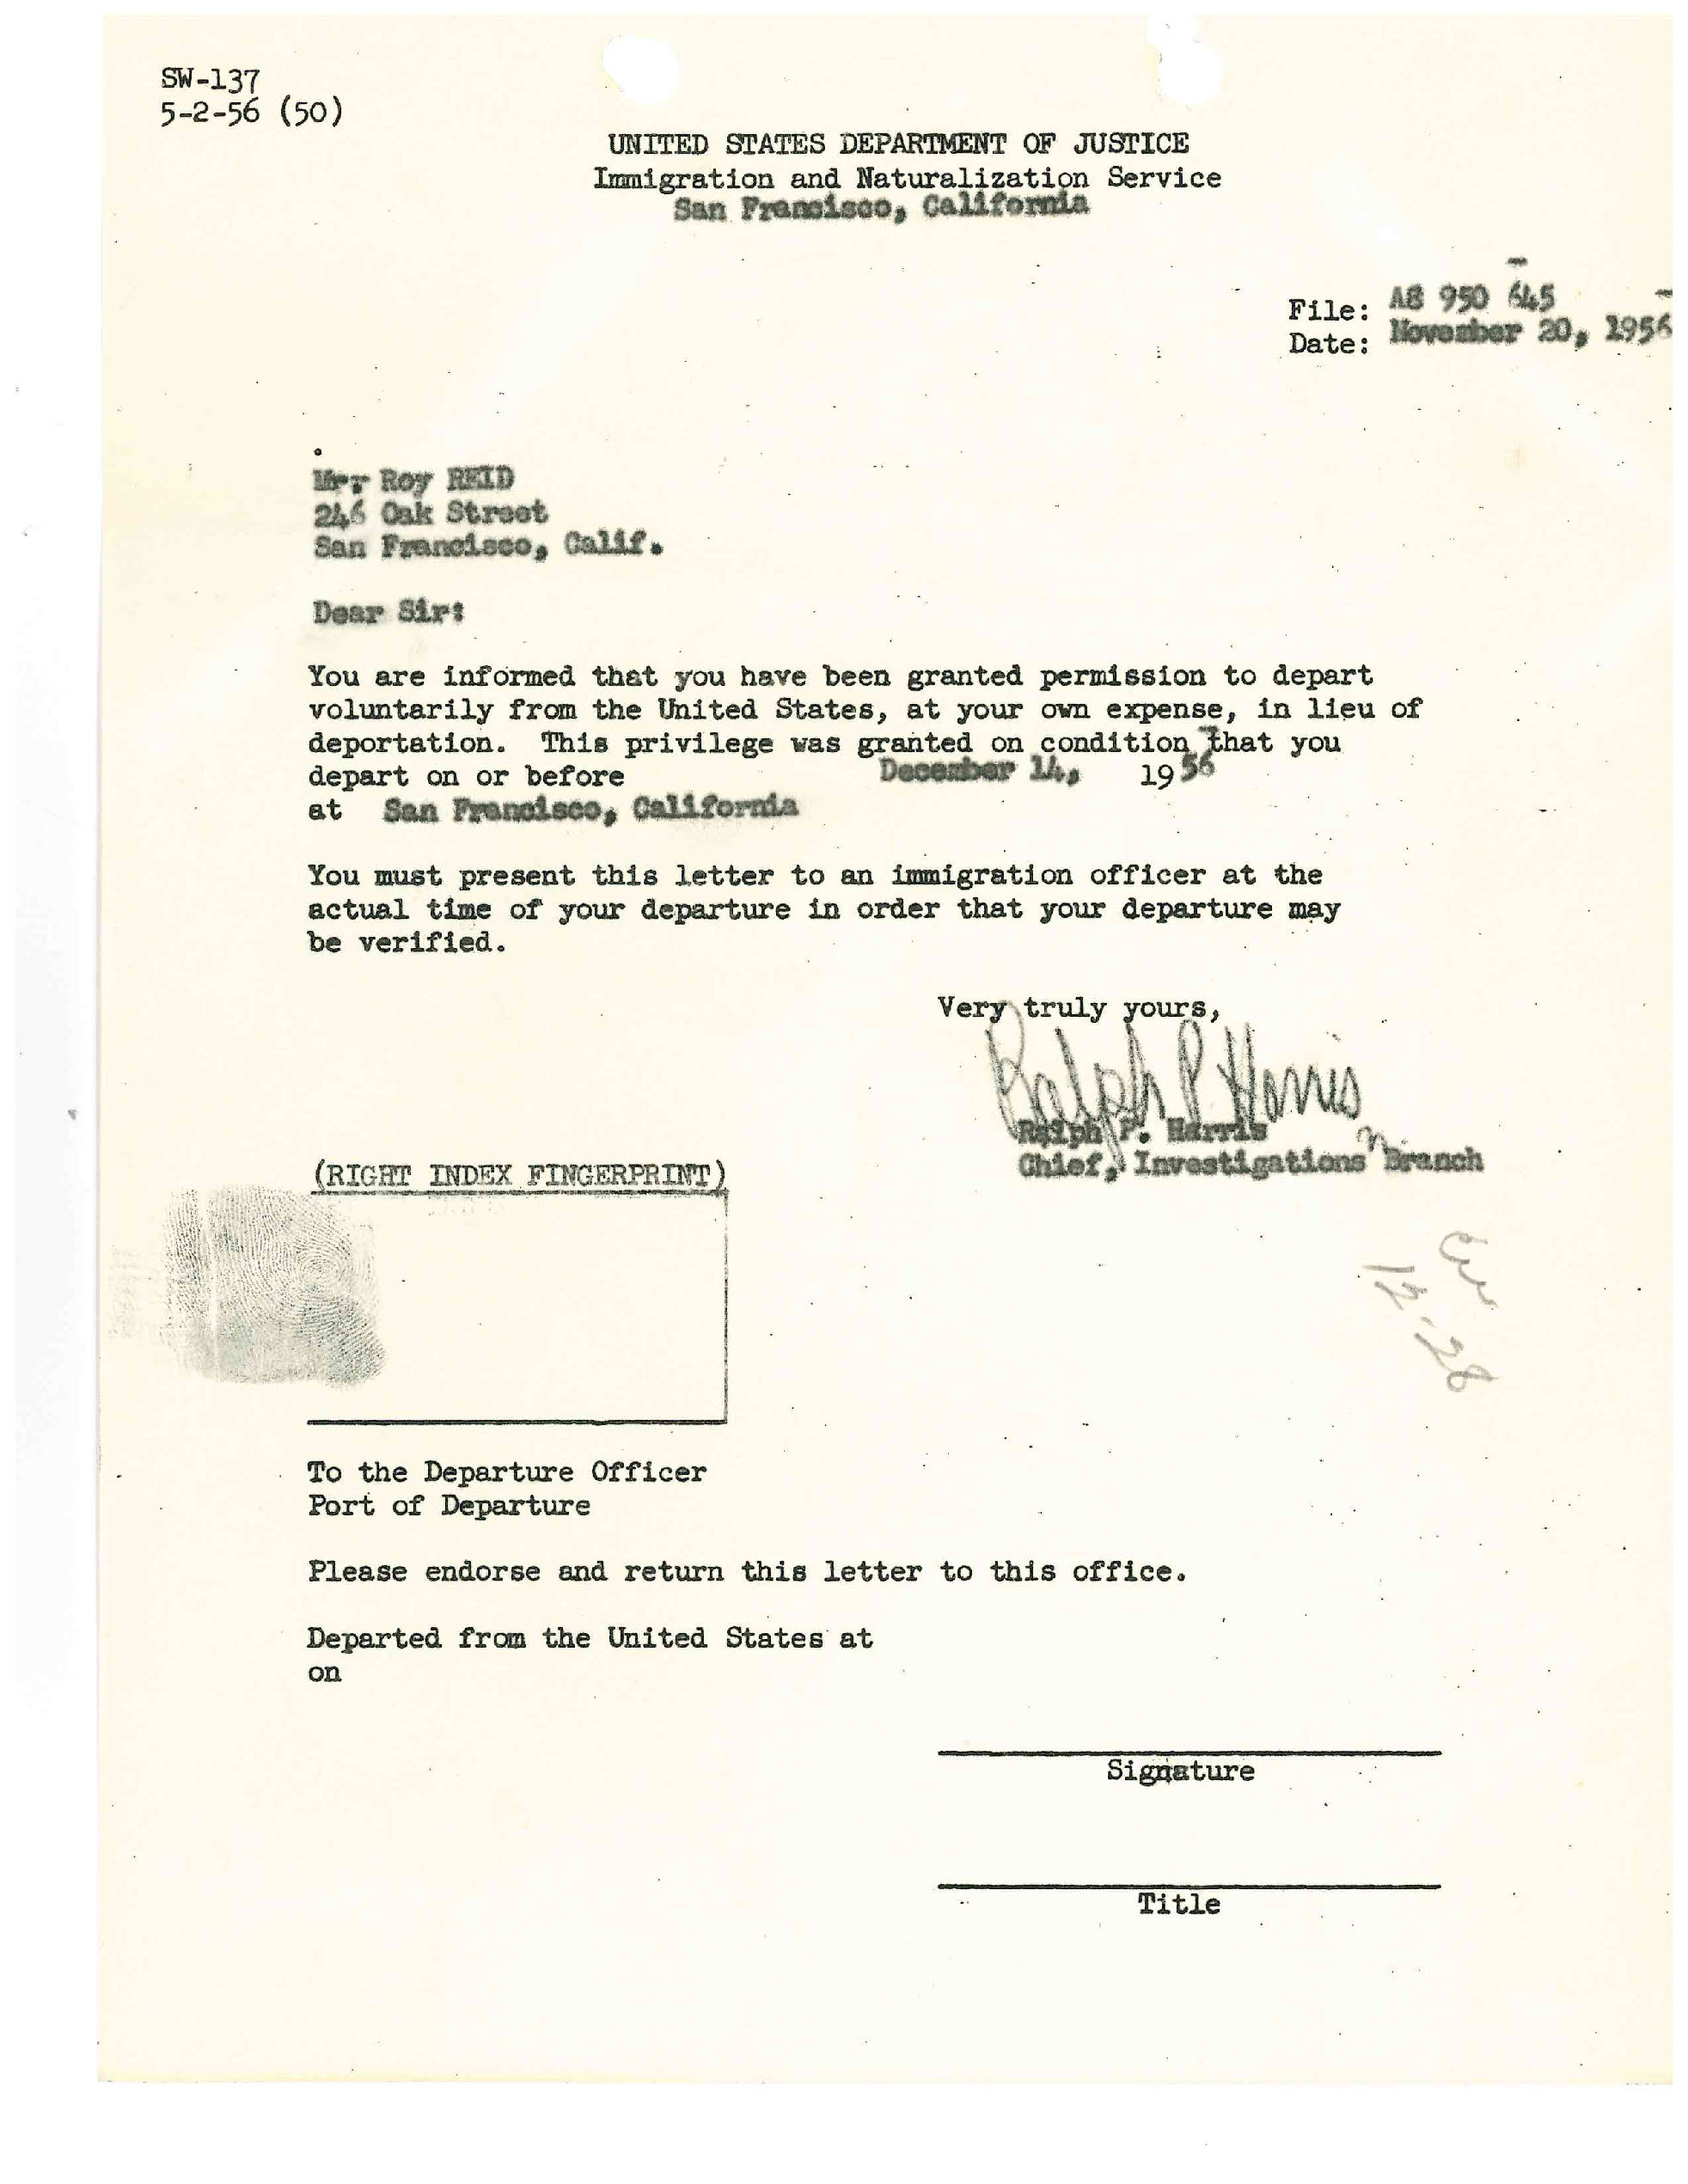 SW-137
5-2-56 (50)
UNITED STATES DEPARTMENT OF JUSTICE
Immigration and Naturalization Service
San Francisco, California
File: A8 950 645
Date: November 20, 1956
Mr. Roy REID
246 Oak Street
San Francisco, Calif.
Dear Sir:
You are informed that you have been granted permission to depart
voluntarily from the United States, at your own expense, in lieu of
deportation. This privilege was granted on condition that you
depart on or before December 14, 1956
at San Francisco, California
You must present this letter to an immigration officer at the
actual time of your departure in order that your departure may
be verified.
Very truly yours,
Ralph P Harris
Ralph P. Harris
Chief, Investigations Branch
(RIGHT INDEX FINGERPRINT)
12-28
To the Departure Officer
Port of Departure
Please endorse and return this letter to this office.
Departed from the United States at
on
Signature
Title